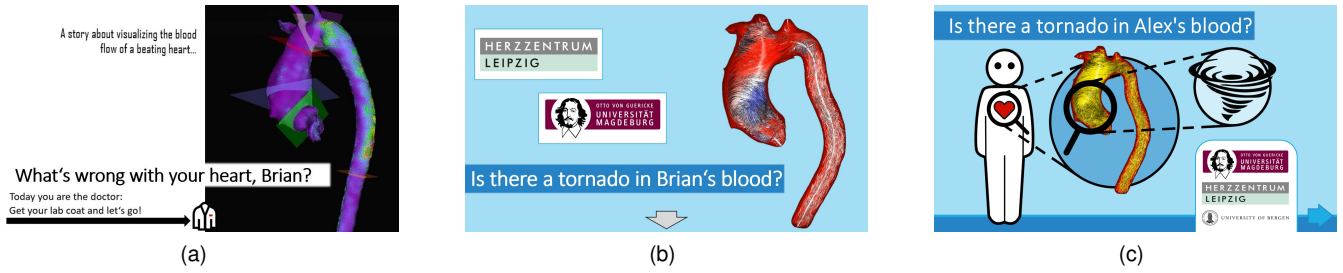 A story about visualizing the blood
flow of a beating heart...
What's wrong with your heart, Brian?
Today you are the doctor:
Get your lab coat and let's go!
(a)
HERZZENTRUM
LEIPZIG
OTTO VON GUERICKE
UNIVERSITÄT
MAGDEBURG
Is there a tornado in Brian's blood?
(b)
Is there a tornado in Alex's blood?
OTTO VON GUERICKE
UNIVERSITÄT
MAGDEBURG
HERZZENTRUM
LEIPZIG
UNIVERSITY OF BERGEN
(c)